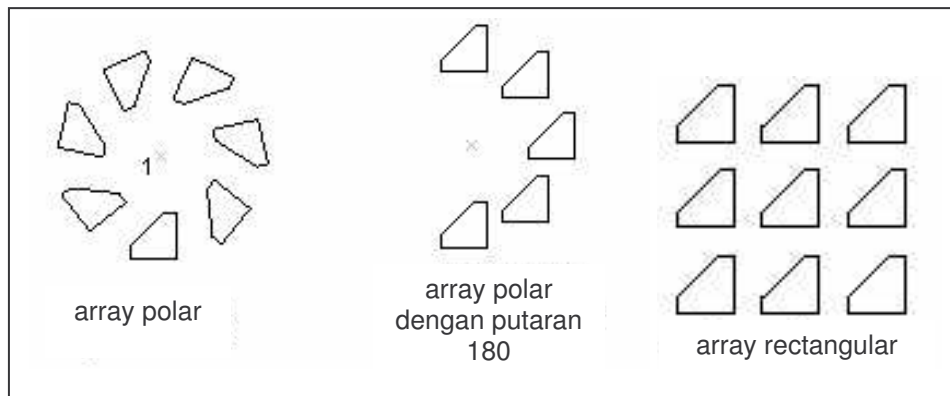 1
array polar
array polar
dengan putaran
180
array rectangular